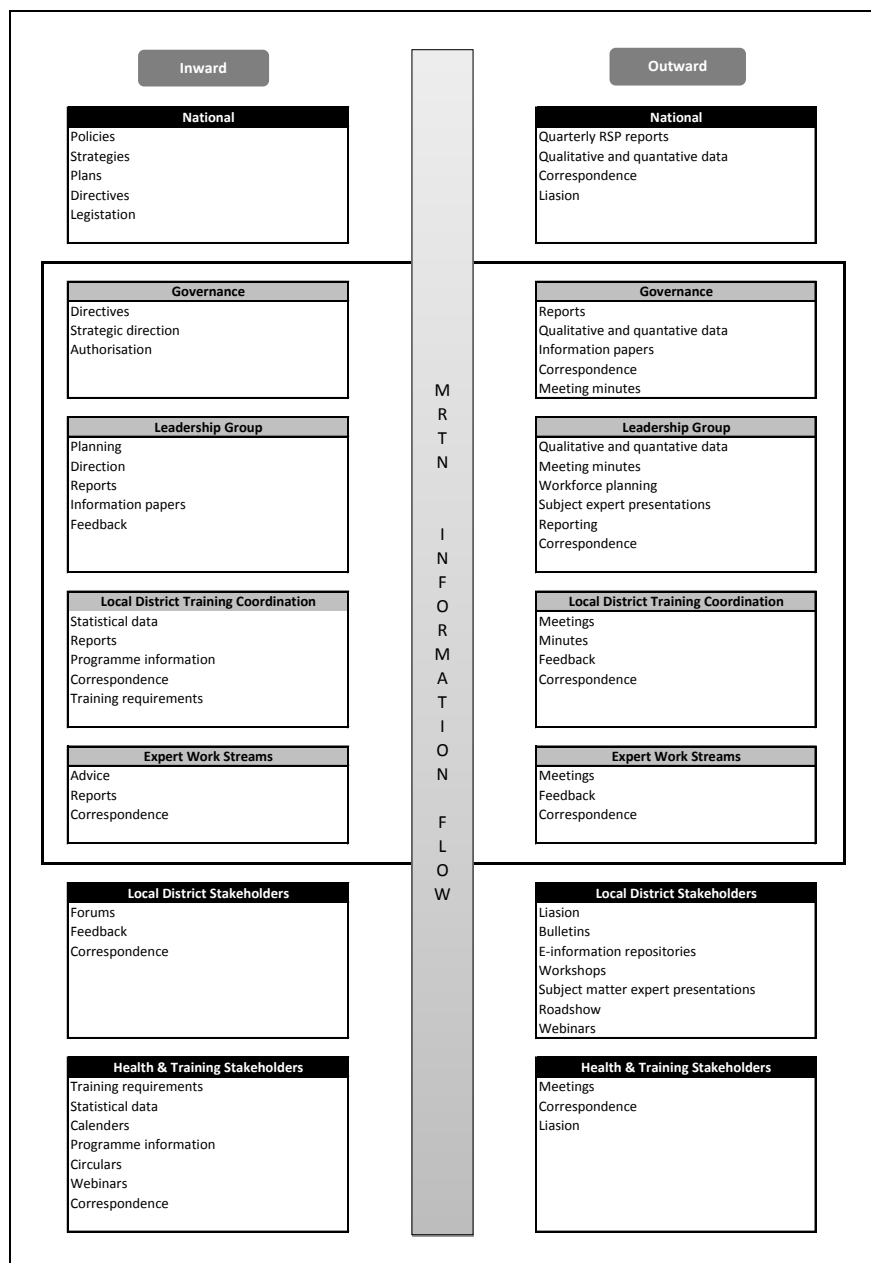 Inward
Outward
National
Policies
Strategies
Plans
Directives
Legistation
National
Quarterly RSP reports
Qualitative and quantative data
Correspondence
Liasion
Governance
Directives
Strategic direction
Authorisation
Governance
Reports
Qualitative and quantative data
Information papers
Correspondence
Meeting minutes
Leadership Group
Planning
Direction
Reports
Information papers
Feedback
Leadership Group
Qualitative and quantative data
Meeting minutes
Workforce planning
Subject expert presentations
Reporting
Correspondence
Local District Training Coordination
Statistical data
Reports
Programme information
Correspondence
Training requirements
Local District Training Coordination
Meetings
Minutes
Feedback
Correspondence
Expert Work Streams
Advice
Reports
Correspondence
Expert Work Streams
Meetings
Feedback
Correspondence
MRTN INFORMATION FLOW
Local District Stakeholders
Forums
Feedback
Correspondence
Local District Stakeholders
Liasion
Bulletins
E-information repositories
Workshops
Subject matter expert presentations
Roadshow
Webinars
Health & Training Stakeholders
Training requirements
Statistical data
Calenders
Programme information
Circulars
Webinars
Correspondence
Health & Training Stakeholders
Meetings
Correspondence
Liasion